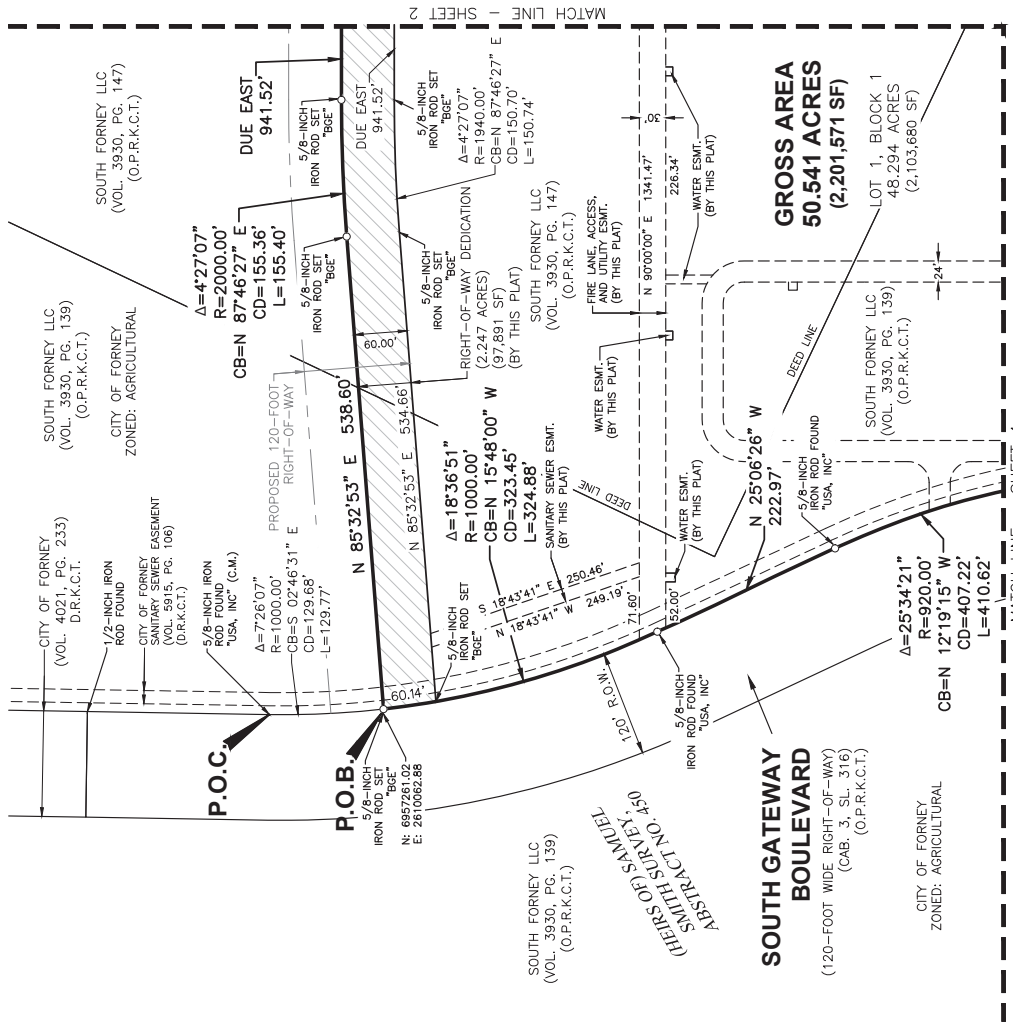 MATCH LINE - SHEET 2
SOUTH FORNEY LLC
(VOL. 3930, PG. 147)
(O.P.R.K.C.T.)
DUE EAST
941.52'
5/8-INCH
IRON ROD SET
"BGE"
DUE EAST
941.52'
5/8-INCH
IRON ROD SET
"BGE"
Δ=4°27'07"
R=1940.00'
CB=N 87°46'27" E
CD=150.70'
L=150.74'
30'
N 90°00'00" E 1341.47'
226.34'
WATER ESMT.
(BY THIS PLAT)
GROSS AREA
50.541 ACRES
(2,201,571 SF)
LOT 1, BLOCK 1
48.294 ACRES
(2,103,680 SF)
SOUTH FORNEY LLC
(VOL. 3930, PG. 139)
(O.P.R.K.C.T.)
CITY OF FORNEY
ZONED: AGRICULTURAL
Δ=4°27'07"
R=2000.00'
CB=N 87°46'27" E
CD=155.36'
L=155.40'
5/8-INCH
IRON ROD SET
"BGE"
5/8-INCH
IRON ROD SET
"BGE"
60.00'
RIGHT-OF-WAY DEDICATION
(2.247 ACRES)
(97,891 SF)
(BY THIS PLAT)
SOUTH FORNEY LLC
(VOL. 3930, PG. 147)
(O.P.R.K.C.T.)
FIRE LANE, ACCESS,
AND UTILITY ESMT.
(BY THIS PLAT)
WATER ESMT.
(BY THIS PLAT)
24'
DEED LINE
SOUTH FORNEY LLC
(VOL. 3930, PG. 139)
(O.P.R.K.C.T.)
PROPOSED 120-FOOT
RIGHT-OF-WAY
N 85°32'53" E 538.60'
N 85°32'53" E 534.66'
Δ=18°36'51"
R=1000.00'
CB=N 15°48'00" W
CD=323.45'
L=324.88'
SANITARY SEWER ESMT.
(BY THIS PLAT)
DEED LINE
WATER ESMT.
(BY THIS PLAT)
N 25°06'26" W
222.97'
5/8-INCH
IRON ROD FOUND
"USA, INC"
CITY OF FORNEY
(VOL. 4021, PG. 233)
D.R.K.C.T.
1/2-INCH IRON
ROD FOUND
CITY OF FORNEY
SANITARY SEWER EASEMENT
(VOL. 5915, PG. 106)
(D.R.K.C.T.)
5/8-INCH IRON
ROD FOUND
"USA, INC" (C.M.)
Δ=7°26'07"
R=1000.00'
CB=S 02°46'31" E
CD=129.68'
L=129.77'
5/8-INCH
IRON ROD SET
"BGE"
S 18°43'41" E 250.46'
N 18°43'41" W 249.19'
71.60'
52.00'
60.14'
P.O.C.
P.O.B.
5/8-INCH
IRON ROD SET
"BGE"
N: 6957261.02
E: 2610062.88
120' R.O.W.
5/8-INCH
IRON ROD FOUND
"USA, INC"
Δ=25°34'21"
R=920.00'
CB=N 12°19'15" W
CD=407.22'
L=410.62'
SOUTH FORNEY LLC
(VOL. 3930, PG. 139)
(O.P.R.K.C.T.)
(HEIRS OF) SAMUEL
SMITH SURVEY,
ABSTRACT NO. 450
SOUTH GATEWAY
BOULEVARD
(120-FOOT WIDE RIGHT-OF-WAY)
(CAB. 3, SL. 316)
(O.P.R.K.C.T.)
CITY OF FORNEY
ZONED: AGRICULTURAL